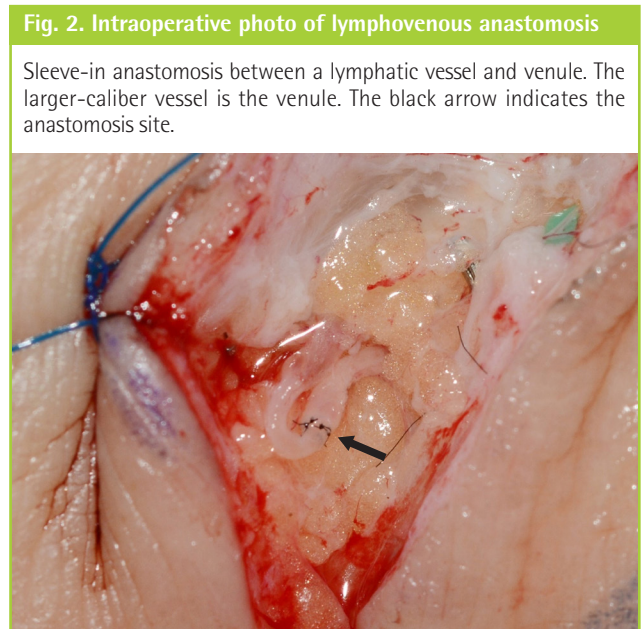 Fig. 2. Intraoperative photo of lymphovenous anastomosis
Sleeve-in anastomosis between a lymphatic vessel and venule. The
larger-caliber vessel is the venule. The black arrow indicates the
anastomosis site.